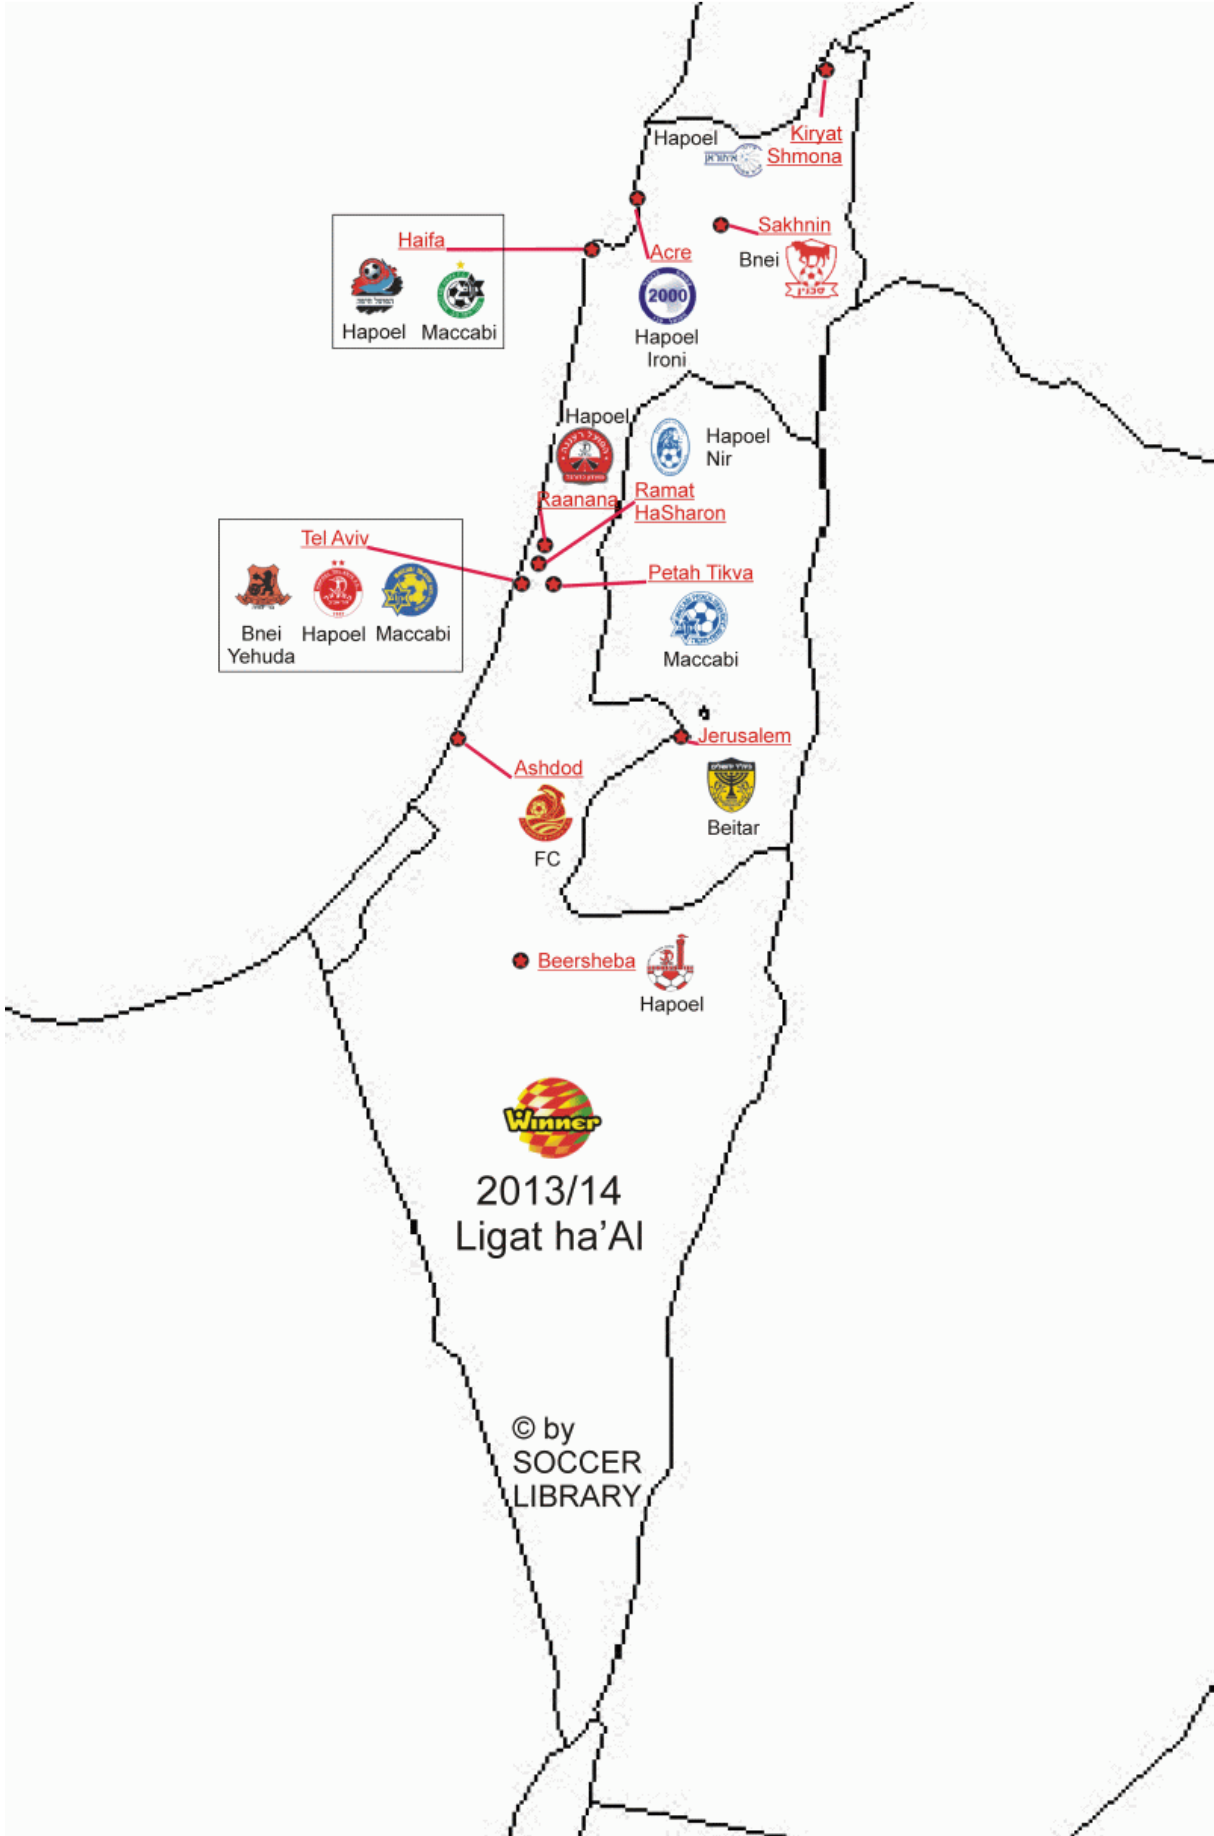 Hapoel
Kiryat
Shmona
Haifa
Acre
Sakhnin
Bnei
Hapoel
Maccabi
2000
Hapoel
Ironi
Hapoel
Hapoel
Nir
Raanana
Ramat
HaSharon
Tel Aviv
Petah Tikva
Bnei
Yehuda
Hapoel
Maccabi
Maccabi
Jerusalem
Ashdod
Beitar
FC
Beersheba
Hapoel
Winner
2013/14
Ligat ha'Al
© by
SOCCER
LIBRARY